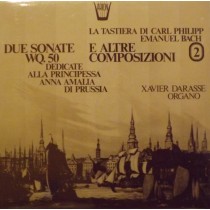 ARION
LA TASTIERA DI CARL PHILIPP
EMANUEL BACH
DUE SONATE
WQ. 50
DEDICATE
ALLA PRINCIPESSA
ANNA AMALIA
DI PRUSSIA
E ALTRE
COMPOSIZIONI
2
XAVIER DARASSE
ORGANO